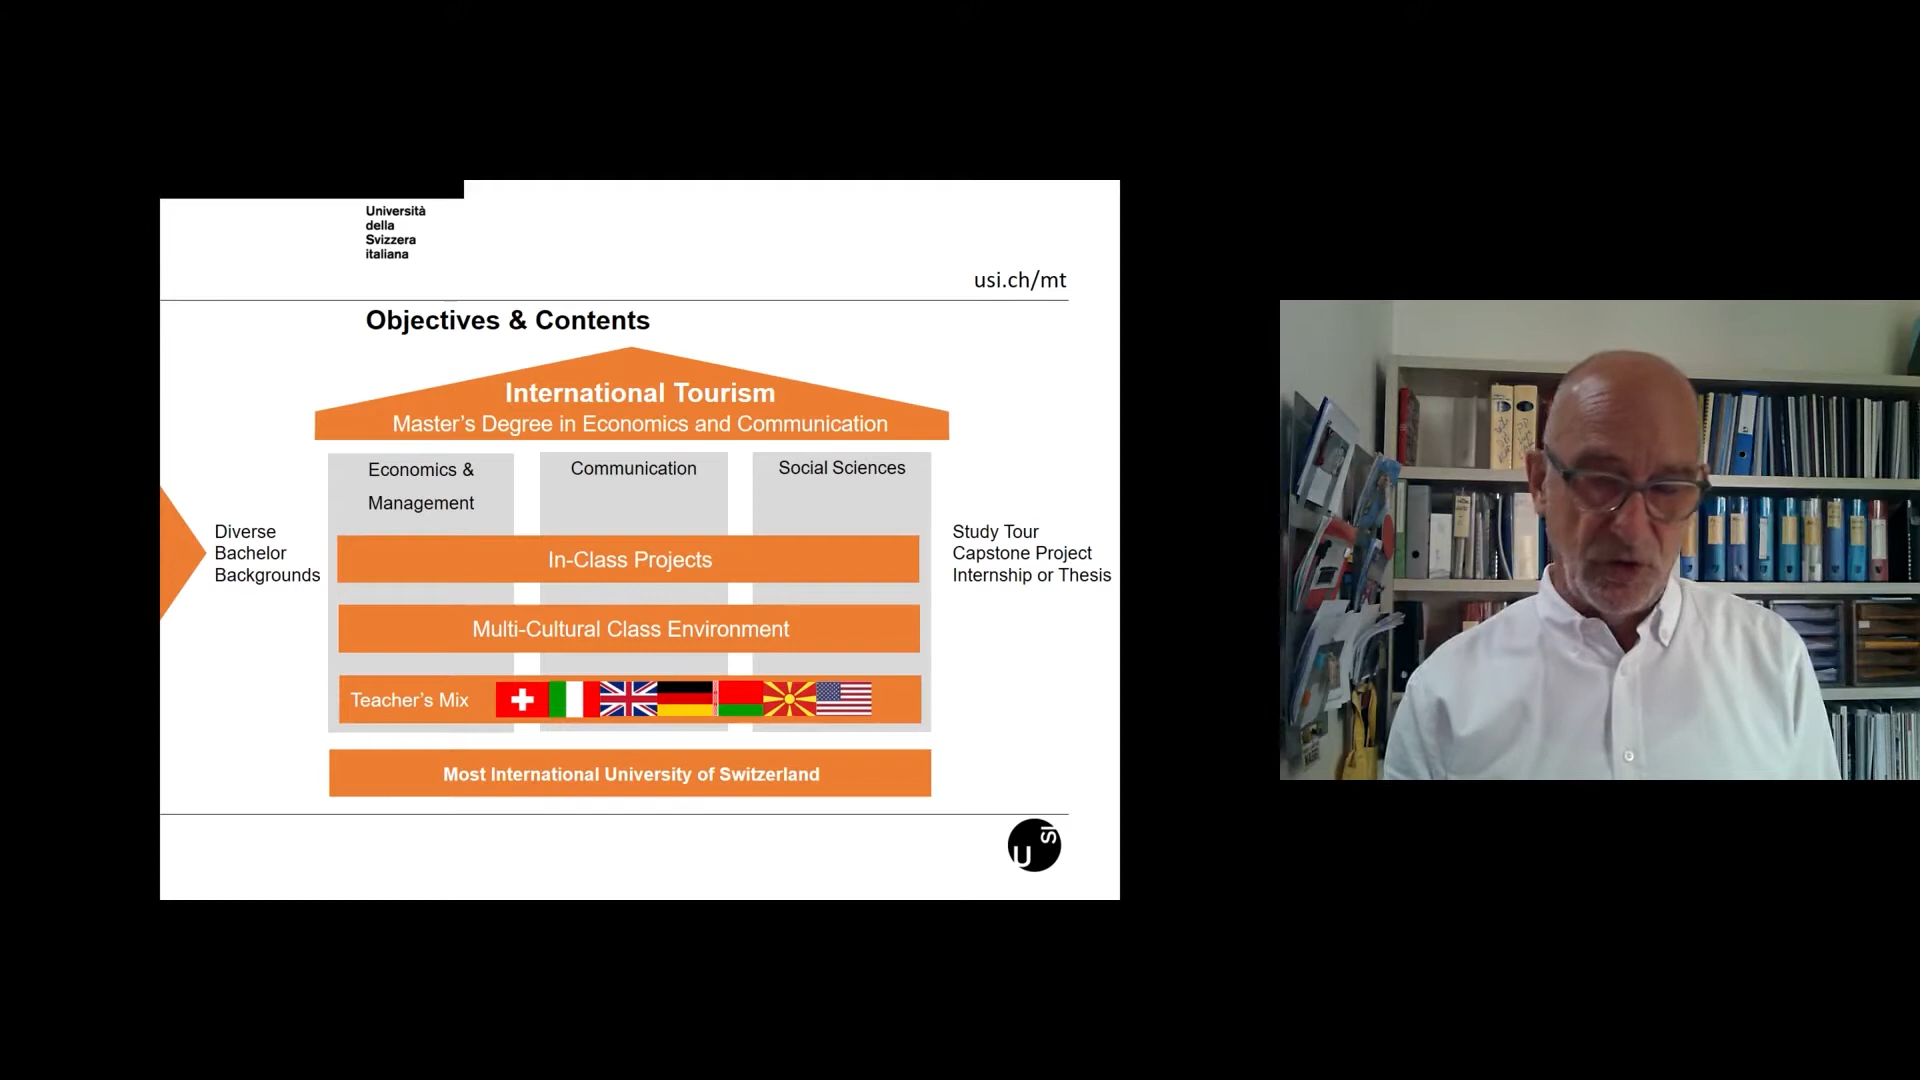 Università
della
Svizzera
italiana
usi.ch/mt
Objectives & Contents
International Tourism
Master's Degree in Economics and Communication
Economics &
Management
Communication
Social Sciences
Diverse
Bachelor
Backgrounds
In-Class Projects
Multi-Cultural Class Environment
Teacher's Mix
Study Tour
Capstone Project
Internship or Thesis
Most International University of Switzerland
U
SI